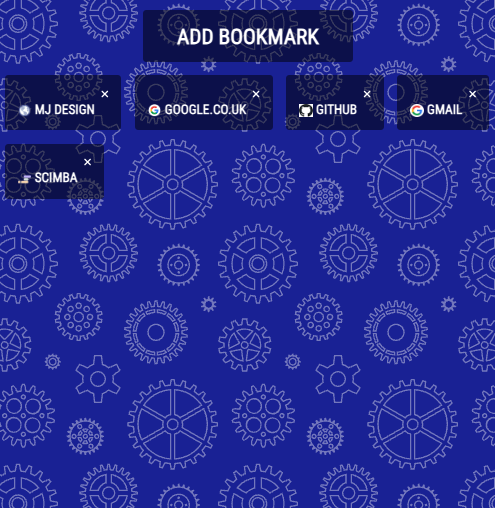 ADD BOOKMARK
MJ DESIGN
GOOGLE.CO.UK
GITHUB
GMAIL
SCIMBA